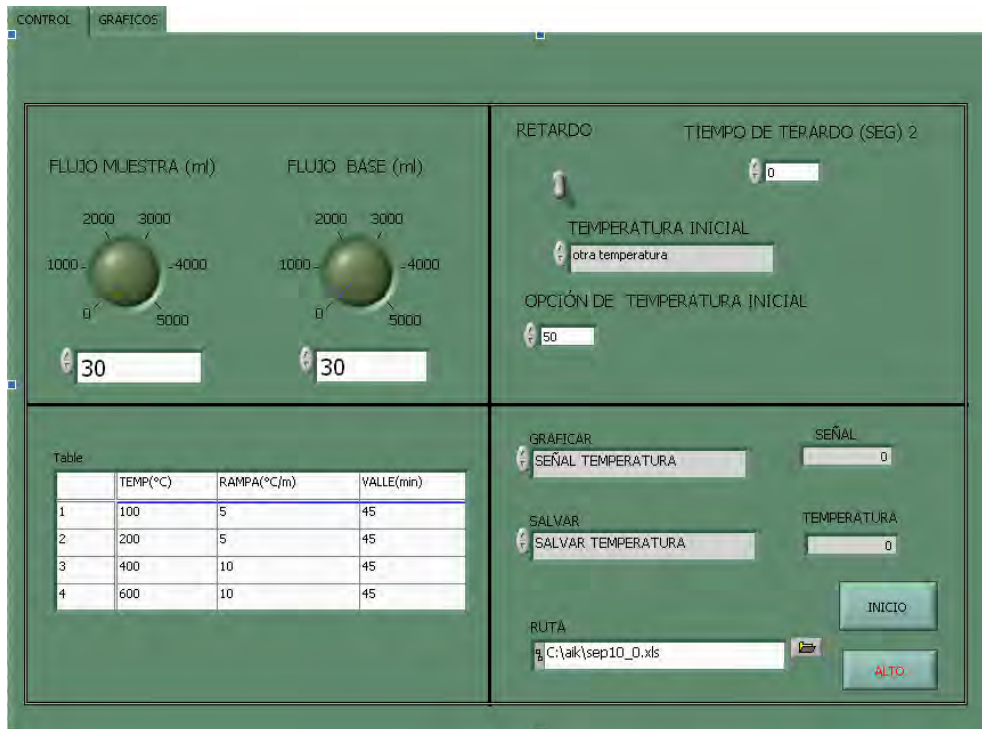 CONTROL GRÁFICOS
FLUJO MUESTRA (ml)
FLUJO BASE (ml)
2000 3000
1000 4000
0 5000
30
2000 3000
1000 4000
0 5000
30
RETARDO
TIEMPO DE TERARDO (SEG) 2
0
TEMPERATURA INICIAL
otra temperatura
OPCIÓN DE TEMPERATURA INICIAL
50
Table
TEMP(°C) RAMPA(°C/m) VALLE(min)
1 100 5 45
2 200 5 45
3 400 10 45
4 600 10 45
GRAFICAR
SEÑAL TEMPERATURA
SEÑAL
0
SALVAR
SALVAR TEMPERATURA
TEMPERATURA
0
INICIO
RUTA
C:\aik\sep10_0.xls
ALTO